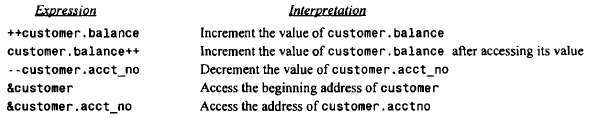 Expression Interpretation
++customer.balance Increment the value of customer.balance
customer.balance++ Increment the value of customer.balance after accessing its value
--customer.acct_no Decrement the value of customer.acct_no
&customer Access the beginning address of customer
&customer.acct_no Access the address of customer.acctno